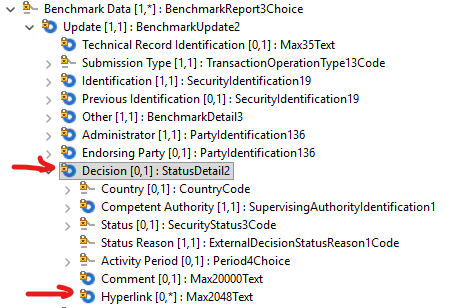 Benchmark Data [1,*] : BenchmarkReport3Choice
Update [1,1] : BenchmarkUpdate2
Technical Record Identification [0,1] : Max35Text
Submission Type [1,1] : TransactionOperationType13Code
Identification [1,1] : SecurityIdentification19
Previous Identification [0,1] : SecurityIdentification19
Other [1,1] : BenchmarkDetail3
Administrator [1,1] : PartyIdentification136
Endorsing Party [0,1] : PartyIdentification136
Decision [0,1] : StatusDetail2
Country [0,1] : CountryCode
Competent Authority [1,1] : SupervisingAuthorityIdentification1
Status [0,1] : SecurityStatus3Code
Status Reason [1,1] : ExternalDecisionStatusReason1Code
Activity Period [0,1] : Period4Choice
Comment [0,1] : Max20000Text
Hyperlink [0,*] : Max2048Text